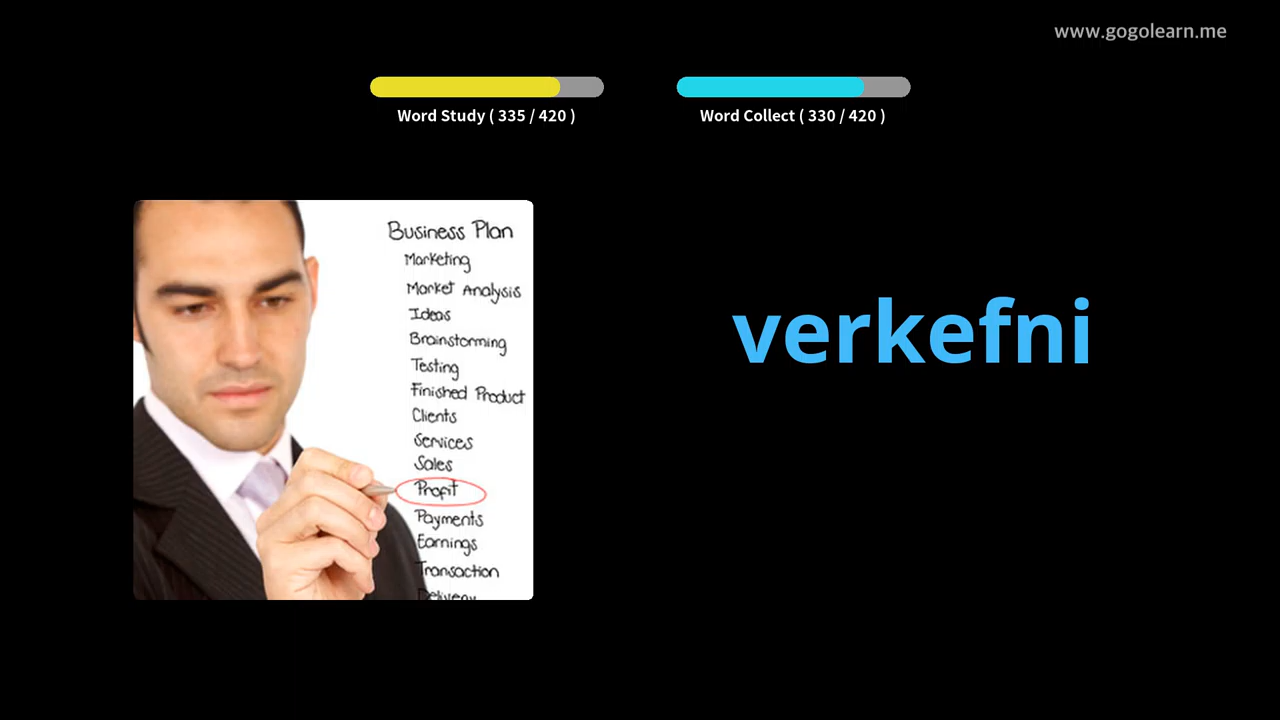 www.gogolearn.me
Word Study ( 335 / 420 )
Word Collect ( 330 / 420 )
Business Plan
Marketing
Market Analysis
Ideas
Brainstorming
Testing
Finished Product
Clients
Services
Sales
Profit
Payments
Earnings
Transaction
Delivery
verkefni